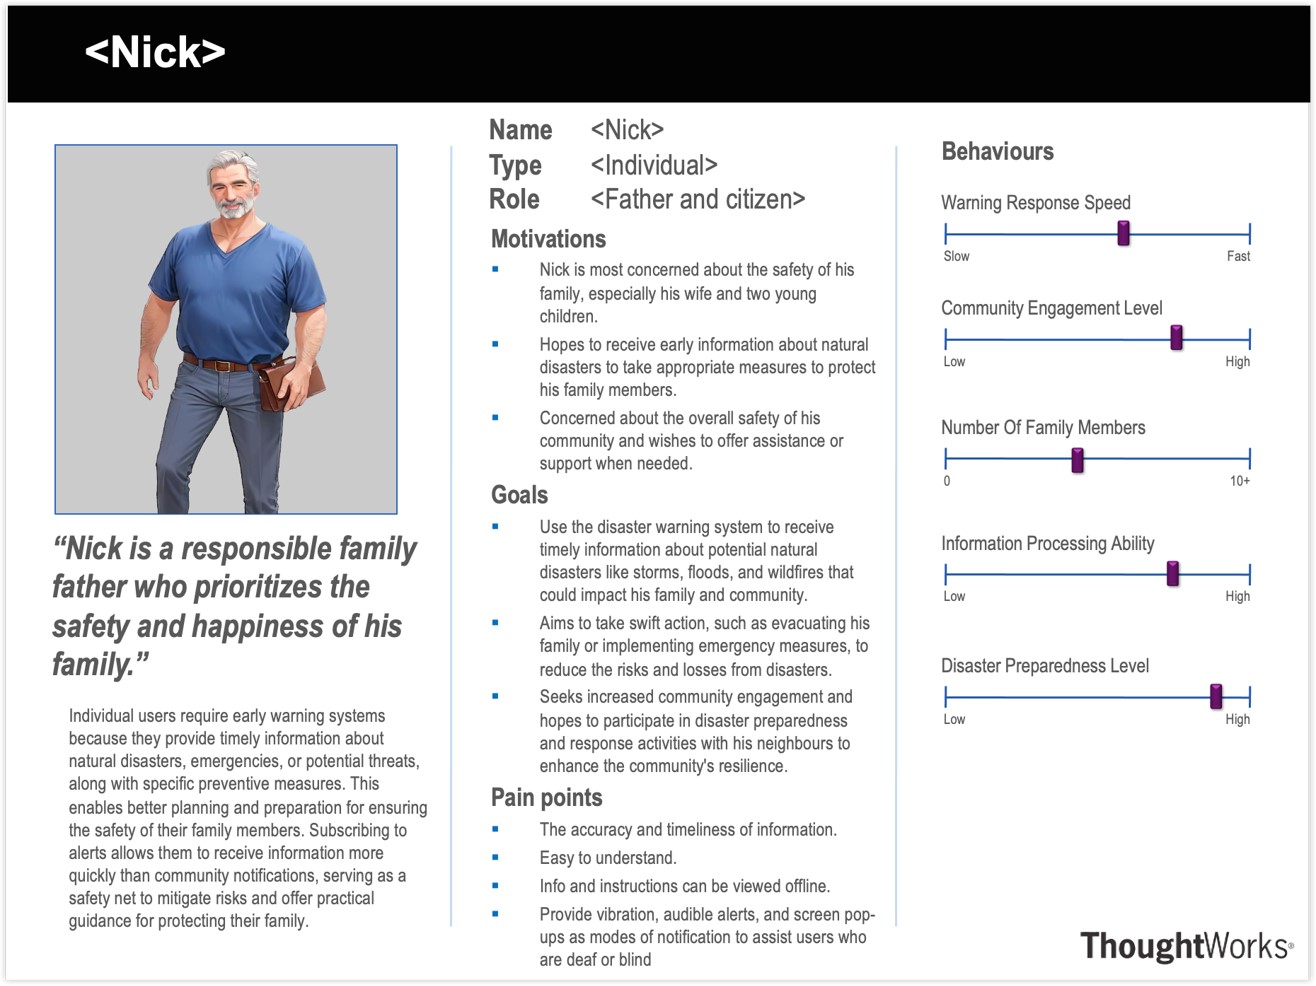 <Nick>
“Nick is a responsible family
father who prioritizes the
safety and happiness of his
family.”
Individual users require early warning systems
because they provide timely information about
natural disasters, emergencies, or potential threats,
along with specific preventive measures. This
enables better planning and preparation for ensuring
the safety of their family members. Subscribing to
alerts allows them to receive information more
quickly than community notifications, serving as a
safety net to mitigate risks and offer practical
guidance for protecting their family.
Name <Nick>
Type <Individual>
Role <Father and citizen>
Motivations
Nick is most concerned about the safety of his
family, especially his wife and two young
children.
Hopes to receive early information about natural
disasters to take appropriate measures to protect
his family members.
Concerned about the overall safety of his
community and wishes to offer assistance or
support when needed.
Goals
Use the disaster warning system to receive
timely information about potential natural
disasters like storms, floods, and wildfires that
could impact his family and community.
Aims to take swift action, such as evacuating his
family or implementing emergency measures, to
reduce the risks and losses from disasters.
Seeks increased community engagement and
hopes to participate in disaster preparedness
and response activities with his neighbours to
enhance the community's resilience.
Pain points
The accuracy and timeliness of information.
Easy to understand.
Info and instructions can be viewed offline.
Provide vibration, audible alerts, and screen pop-
ups as modes of notification to assist users who
are deaf or blind
Behaviours
Warning Response Speed
Slow Fast
Community Engagement Level
Low High
Number Of Family Members
0 10+
Information Processing Ability
Low High
Disaster Preparedness Level
Low High
ThoughtWorks®